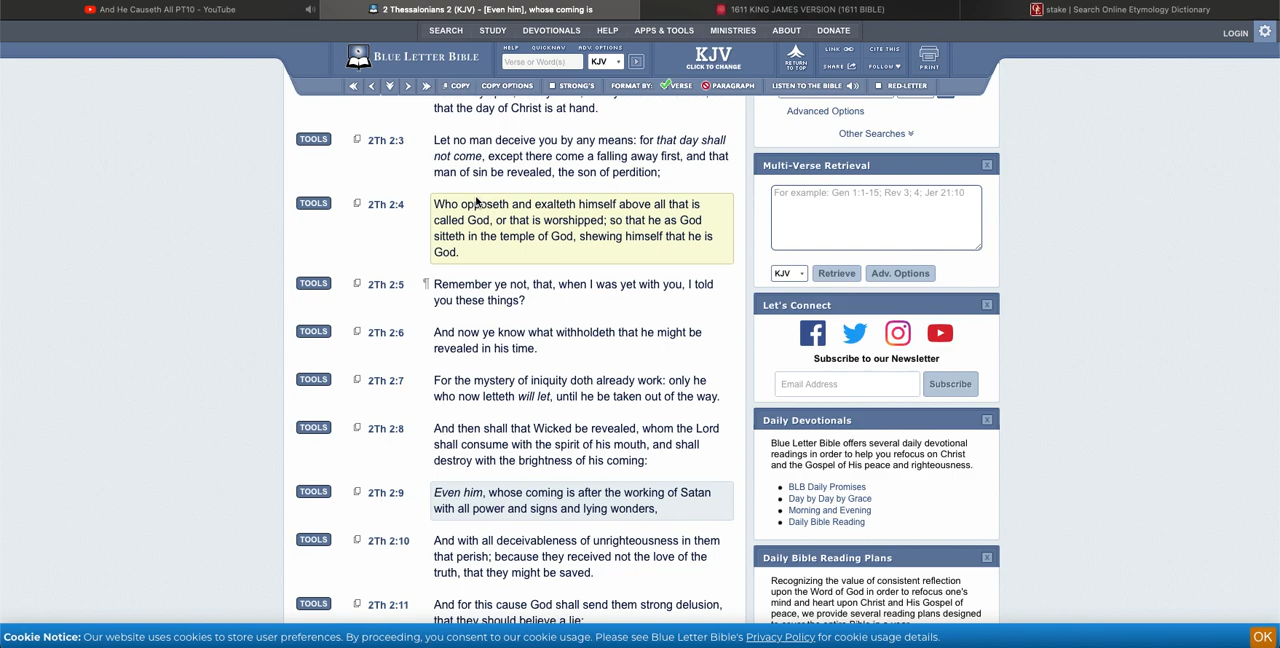 And He Causeth All PT10 - YouTube
2 Thessalonians 2 (KJV) - [Even him], whose coming is
1611 KING JAMES VERSION (1611 BIBLE)
stake | Search Online Etymology Dictionary
SEARCH STUDY DEVOTIONALS HELP APPS & TOOLS MINISTRIES ABOUT DONATE
LOGIN
BLUE LETTER BIBLE
HELP QUICKNAV ADV. OPTIONS
Verse or Word(s) KJV
KJV
CLICK TO CHANGE
RETURN
TO TOP
LINK CITE THIS
SHARE FOLLOW
PRINT
COPY COPY OPTIONS STRONG'S FORMAT BY: VERSE PARAGRAPH LISTEN TO THE BIBLE RED-LETTER
that the day of Christ is at hand.
TOOLS 2Th 2:3 Let no man deceive you by any means: for that day shall
not come, except there come a falling away first, and that
man of sin be revealed, the son of perdition;
TOOLS 2Th 2:4 Who opposeth and exalteth himself above all that is
called God, or that is worshipped; so that he as God
sitteth in the temple of God, shewing himself that he is
God.
TOOLS 2Th 2:5 ¶ Remember ye not, that, when I was yet with you, I told
you these things?
TOOLS 2Th 2:6 And now ye know what withholdeth that he might be
revealed in his time.
TOOLS 2Th 2:7 For the mystery of iniquity doth already work: only he
who now letteth will let, until he be taken out of the way.
TOOLS 2Th 2:8 And then shall that Wicked be revealed, whom the Lord
shall consume with the spirit of his mouth, and shall
destroy with the brightness of his coming:
TOOLS 2Th 2:9 Even him, whose coming is after the working of Satan
with all power and signs and lying wonders,
TOOLS 2Th 2:10 And with all deceivableness of unrighteousness in them
that perish; because they received not the love of the
truth, that they might be saved.
TOOLS 2Th 2:11 And for this cause God shall send them strong delusion,
that they should believe a lie:
Advanced Options
Other Searches
Multi-Verse Retrieval
For example: Gen 1:1-15; Rev 3; 4; Jer 21:10
KJV Retrieve Adv. Options
Let's Connect
Subscribe to our Newsletter
Email Address Subscribe
Daily Devotionals
Blue Letter Bible offers several daily devotional
readings in order to help you refocus on Christ
and the Gospel of His peace and righteousness.
BLB Daily Promises
Day by Day by Grace
Morning and Evening
Daily Bible Reading
Daily Bible Reading Plans
Recognizing the value of consistent reflection
upon the Word of God in order to refocus one's
mind and heart upon Christ and His Gospel of
peace, we provide several reading plans designed
Cookie Notice: Our website uses cookies to store user preferences. By proceeding, you consent to our cookie usage. Please see Blue Letter Bible's Privacy Policy for cookie usage details.
OK